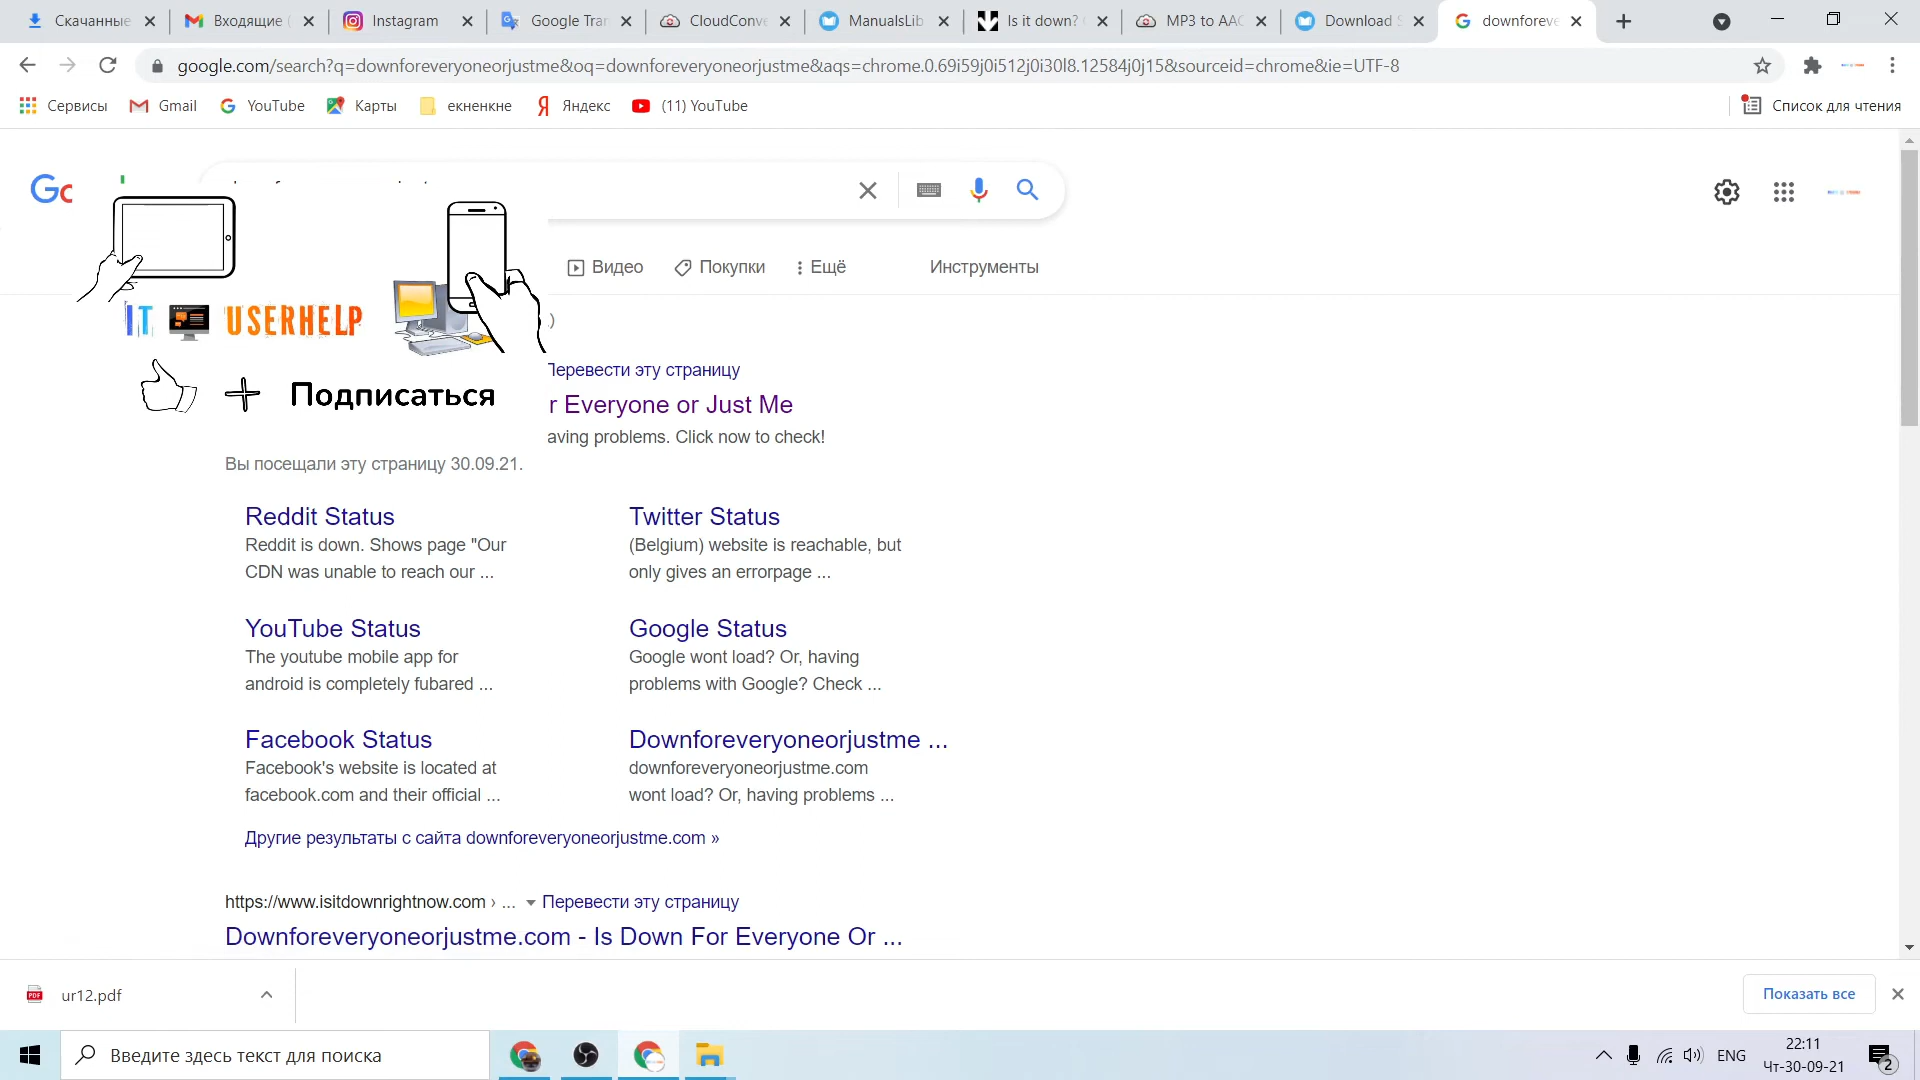 Скачанные
Входящие (
Instagram
Google Tra
CloudConve
ManualsLib
Is it down?
MP3 to AAC
Download S
downforeve
google.com/search?q=downforeveryoneorjustme&oq=downforeveryoneorjustme&aqs=chrome.0.69i59j0i512j0i30l8.12584j0j15&sourceid=chrome&ie=UTF-8
Сервисы
Gmail
YouTube
Карты
екненкне
Яндекс
(11) YouTube
Список для чтения
Видео
Покупки
Ещё
Инструменты
IT USERHELP
Подписаться
Перевести эту страницу
r Everyone or Just Me
aving problems. Click now to check!
Вы посещали эту страницу 30.09.21.
Reddit Status
Reddit is down. Shows page "Our
CDN was unable to reach our ...
Twitter Status
(Belgium) website is reachable, but
only gives an errorpage ...
YouTube Status
The youtube mobile app for
android is completely fubared ...
Google Status
Google wont load? Or, having
problems with Google? Check ...
Facebook Status
Facebook's website is located at
facebook.com and their official ...
Downforeveryoneorjustme ...
downforeveryoneorjustme.com
wont load? Or, having problems ...
Другие результаты с сайта downforeveryoneorjustme.com »
https://www.isitdownrightnow.com › ... Перевести эту страницу
Downforeveryoneorjustme.com - Is Down For Everyone Or ...
ur12.pdf
Показать все
Введите здесь текст для поиска
ENG
22:11
Чт-30-09-21
2